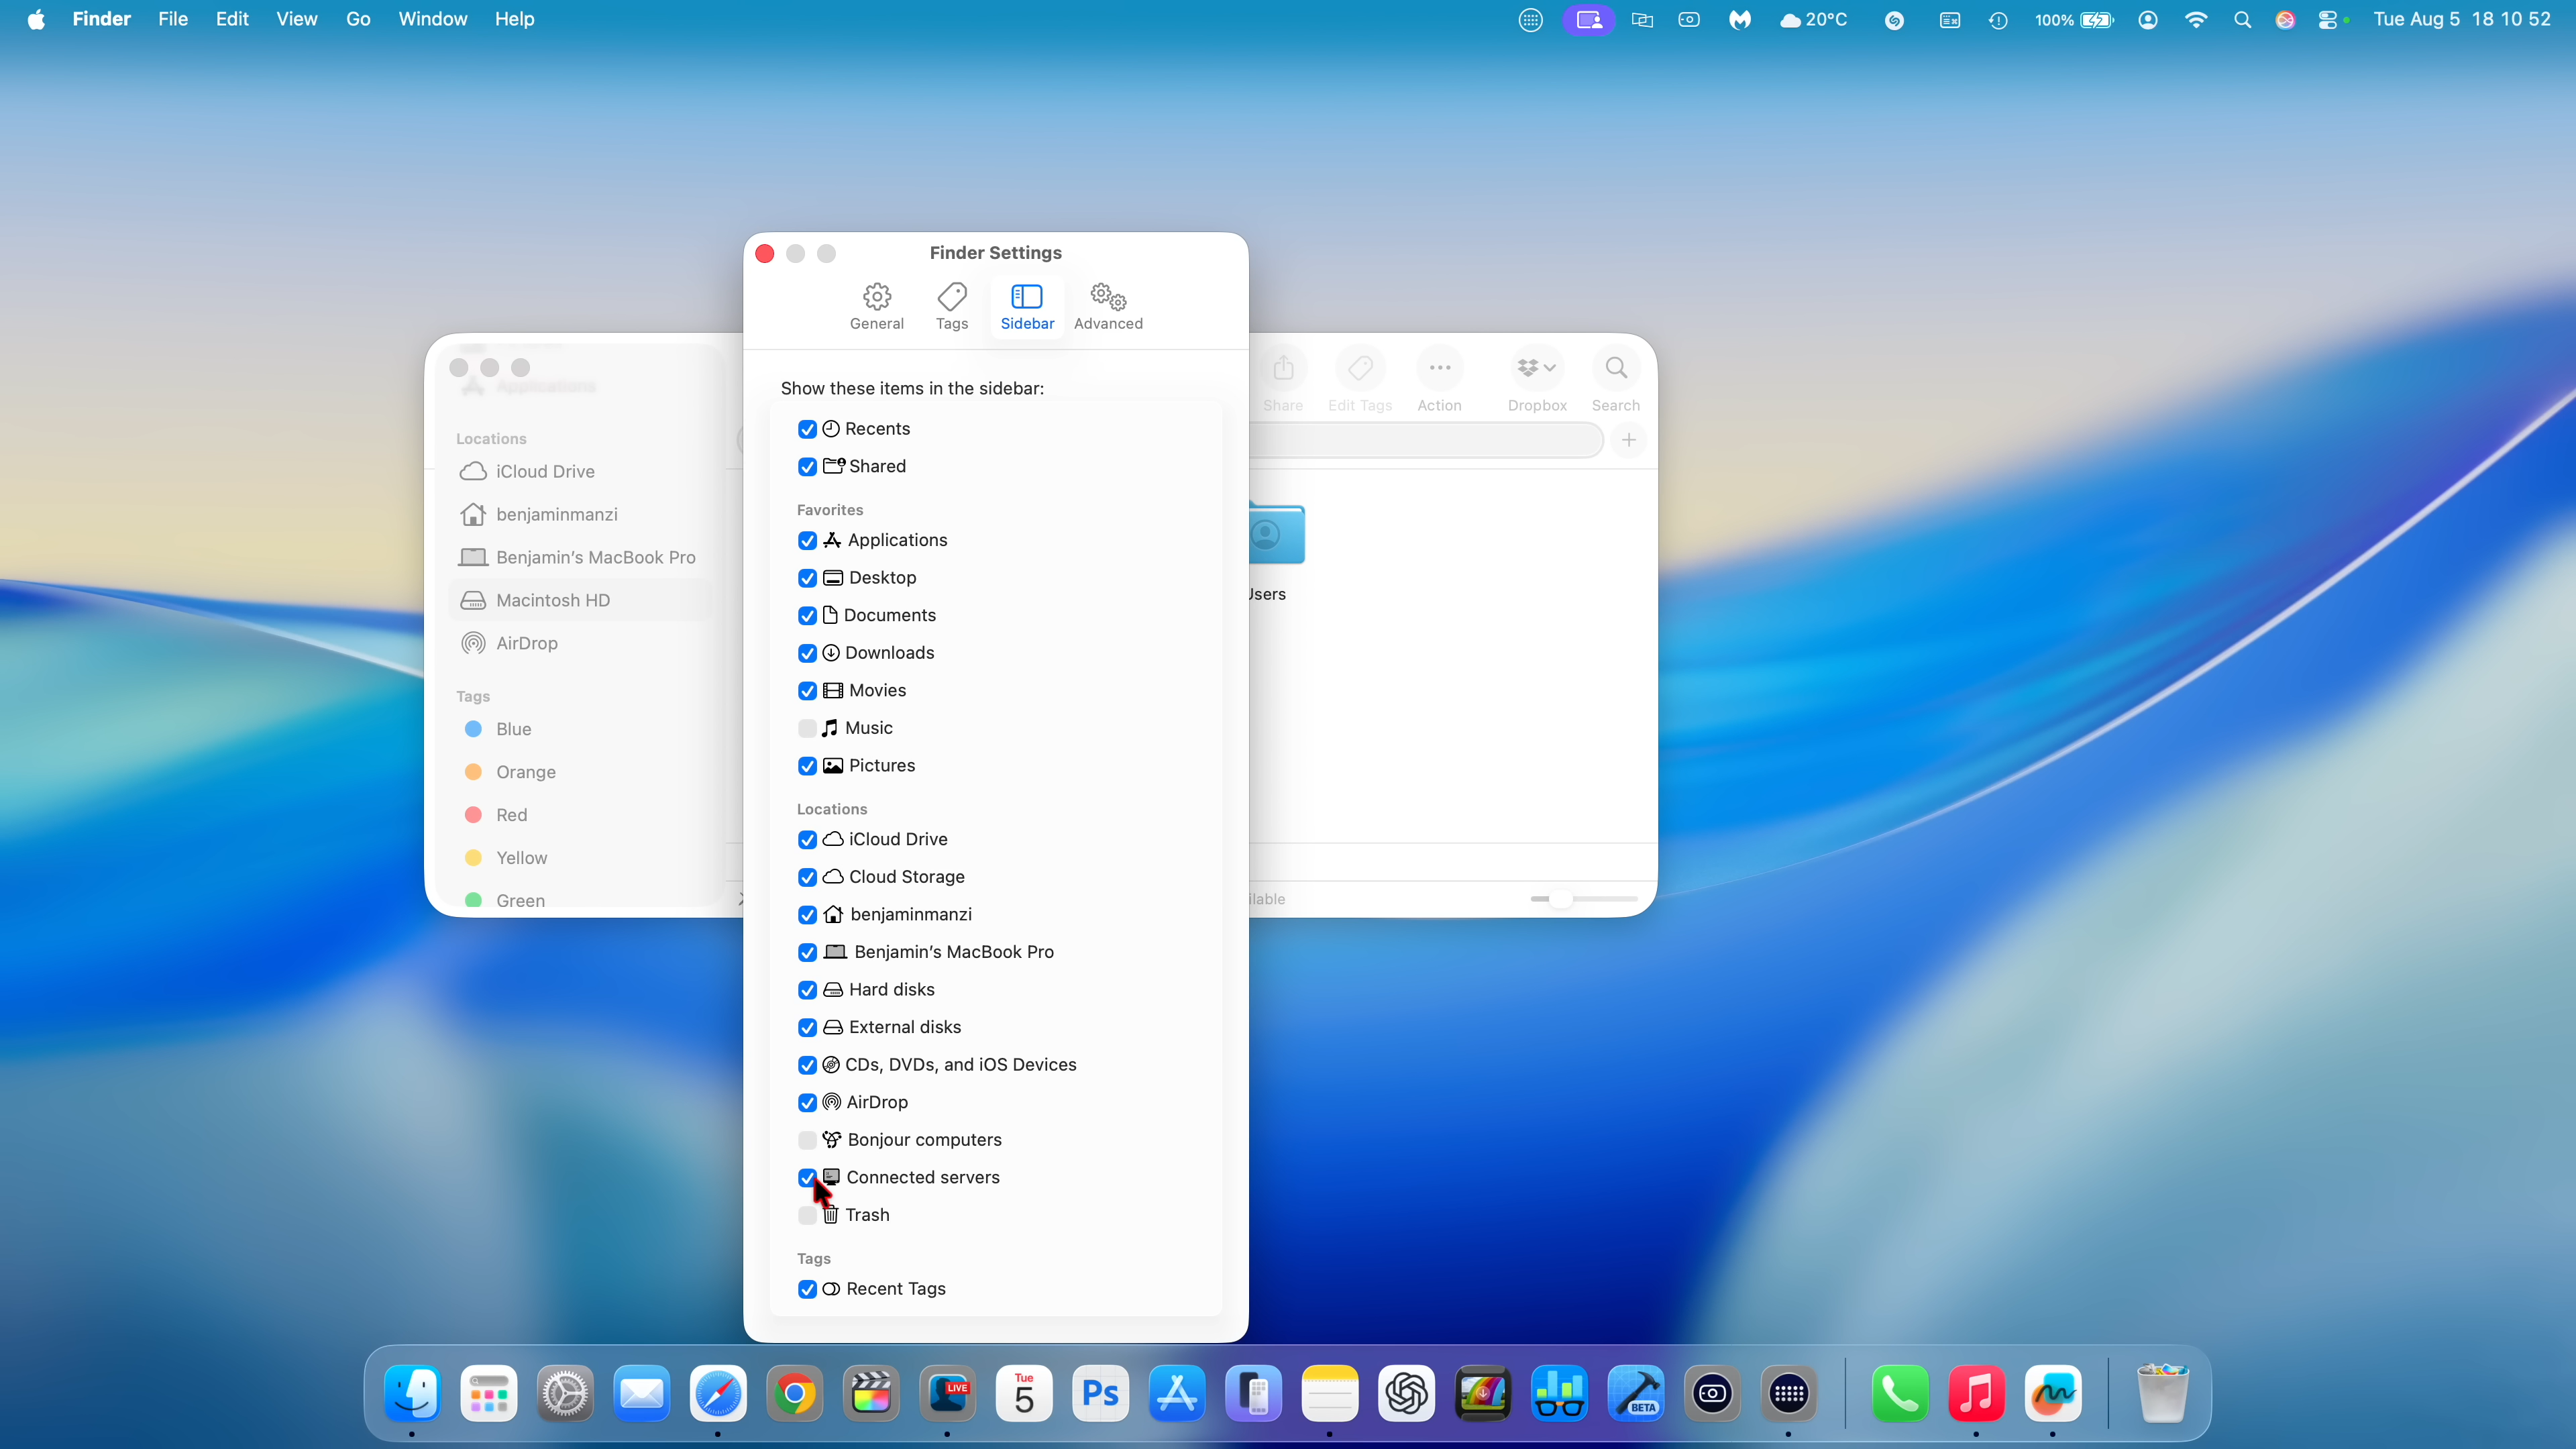 Finder File Edit View Go Window Help
20°C 100% Tue Aug 5 18 10 52
Finder Settings
General Tags Sidebar Advanced
Show these items in the sidebar:
Recents
Shared
Favorites
Applications
Desktop
Documents
Downloads
Movies
Music
Pictures
Locations
iCloud Drive
Cloud Storage
benjaminmanzi
Benjamin's MacBook Pro
Hard disks
External disks
CDs, DVDs, and iOS Devices
AirDrop
Bonjour computers
Connected servers
Trash
Tags
Recent Tags
Applications
Locations
iCloud Drive
benjaminmanzi
Benjamin's MacBook Pro
Macintosh HD
AirDrop
Tags
Blue
Orange
Red
Yellow
Green
Share Edit Tags Action Dropbox Search
Users
ilable
LIVE
Tue
5
Ps
BETA